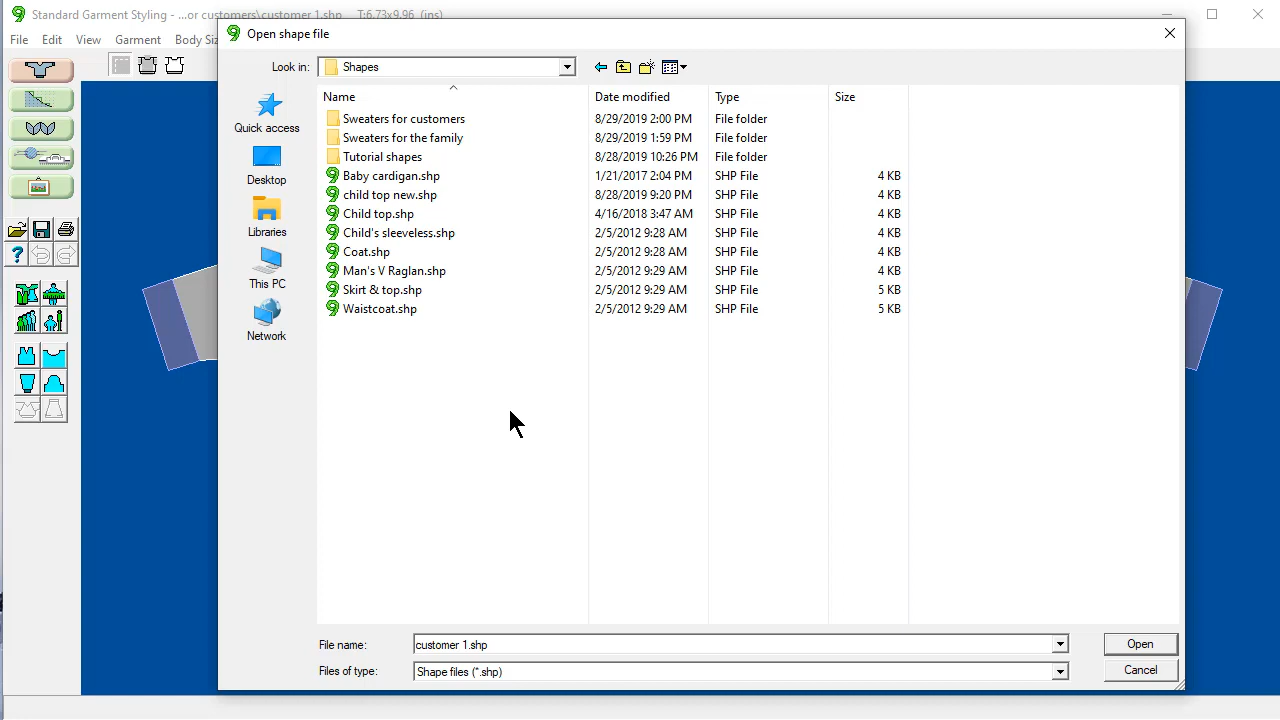 Standard Garment Styling - ...or customers\customer 1.shp    T:6.73x9.96 (ins)
File Edit View Garment Body Siz
Open shape file
Look in: Shapes
Name Date modified Type Size
Sweaters for customers 8/29/2019 2:00 PM File folder
Sweaters for the family 8/29/2019 1:59 PM File folder
Tutorial shapes 8/28/2019 10:26 PM File folder
Baby cardigan.shp 1/21/2017 2:04 PM SHP File 4 KB
child top new.shp 8/28/2019 9:20 PM SHP File 4 KB
Child top.shp 4/16/2018 3:47 AM SHP File 4 KB
Child's sleeveless.shp 2/5/2012 9:28 AM SHP File 4 KB
Coat.shp 2/5/2012 9:28 AM SHP File 4 KB
Man's V Raglan.shp 2/5/2012 9:29 AM SHP File 4 KB
Skirt & top.shp 2/5/2012 9:29 AM SHP File 5 KB
Waistcoat.shp 2/5/2012 9:29 AM SHP File 5 KB
Quick access
Desktop
Libraries
This PC
Network
File name: customer 1.shp Open
Files of type: Shape files (*.shp) Cancel